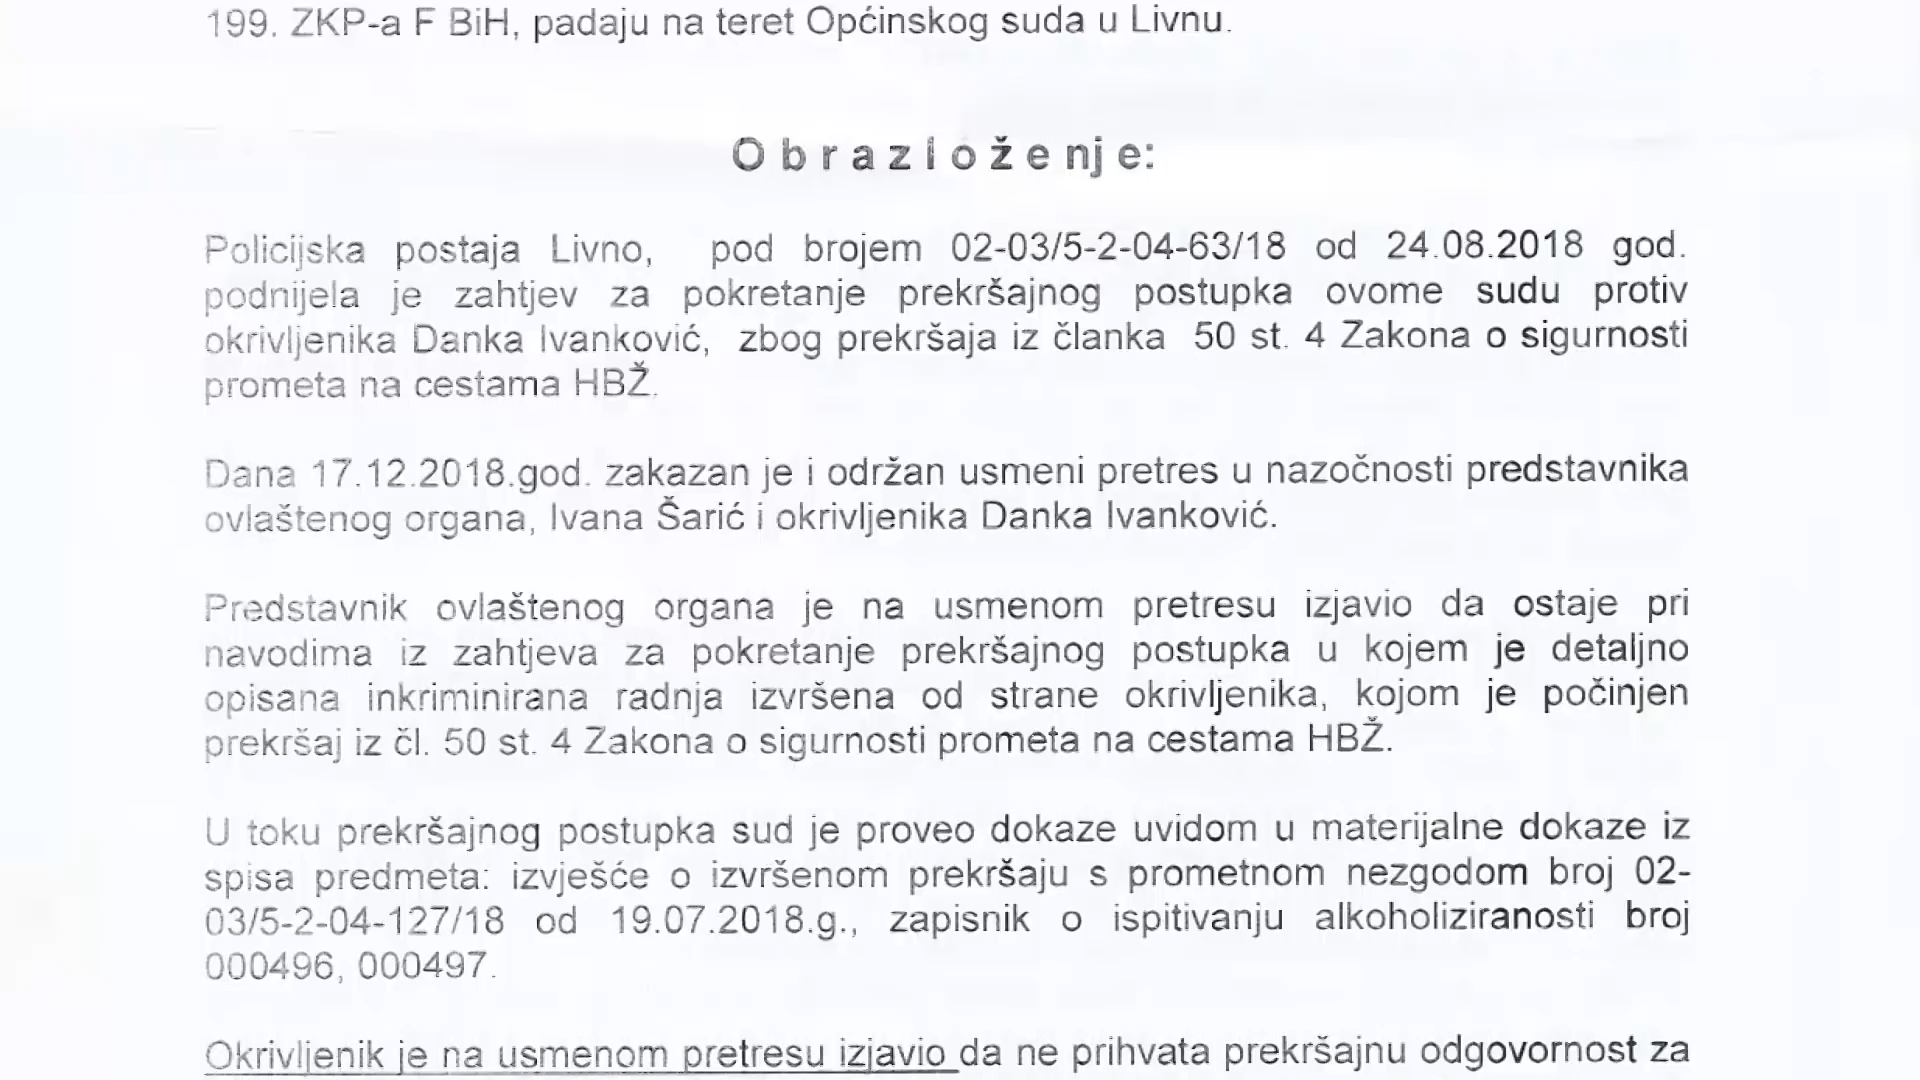 199. ZKP-a F BiH, padaju na teret Općinskog suda u Livnu.
O b r a z l o ž e nj e:
Policijska postaja Livno, pod brojem 02-03/5-2-04-63/18 od 24.08.2018 god.
podnijela je zahtjev za pokretanje prekršajnog postupka ovome sudu protiv
okrivljenika Danka Ivanković, zbog prekršaja iz članka 50 st. 4 Zakona o sigurnosti
prometa na cestama HBŽ.
Dana 17.12.2018.god. zakazan je i održan usmeni pretres u nazočnosti predstavnika
ovlaštenog organa, Ivana Šarić i okrivljenika Danka Ivanković.
Predstavnik ovlaštenog organa je na usmenom pretresu izjavio da ostaje pri
navodima iz zahtjeva za pokretanje prekršajnog postupka u kojem je detaljno
opisana inkriminirana radnja izvršena od strane okrivljenika, kojom je počinjen
prekršaj iz čl. 50 st. 4 Zakona o sigurnosti prometa na cestama HBŽ.
U toku prekršajnog postupka sud je proveo dokaze uvidom u materijalne dokaze iz
spisa predmeta: izvješće o izvršenom prekršaju s prometnom nezgodom broj 02-
03/5-2-04-127/18 od 19.07.2018.g., zapisnik o ispitivanju alkoholiziranosti broj
000496, 000497.
Okrivljenik je na usmenom pretresu izjavio da ne prihvata prekršajnu odgovornost za